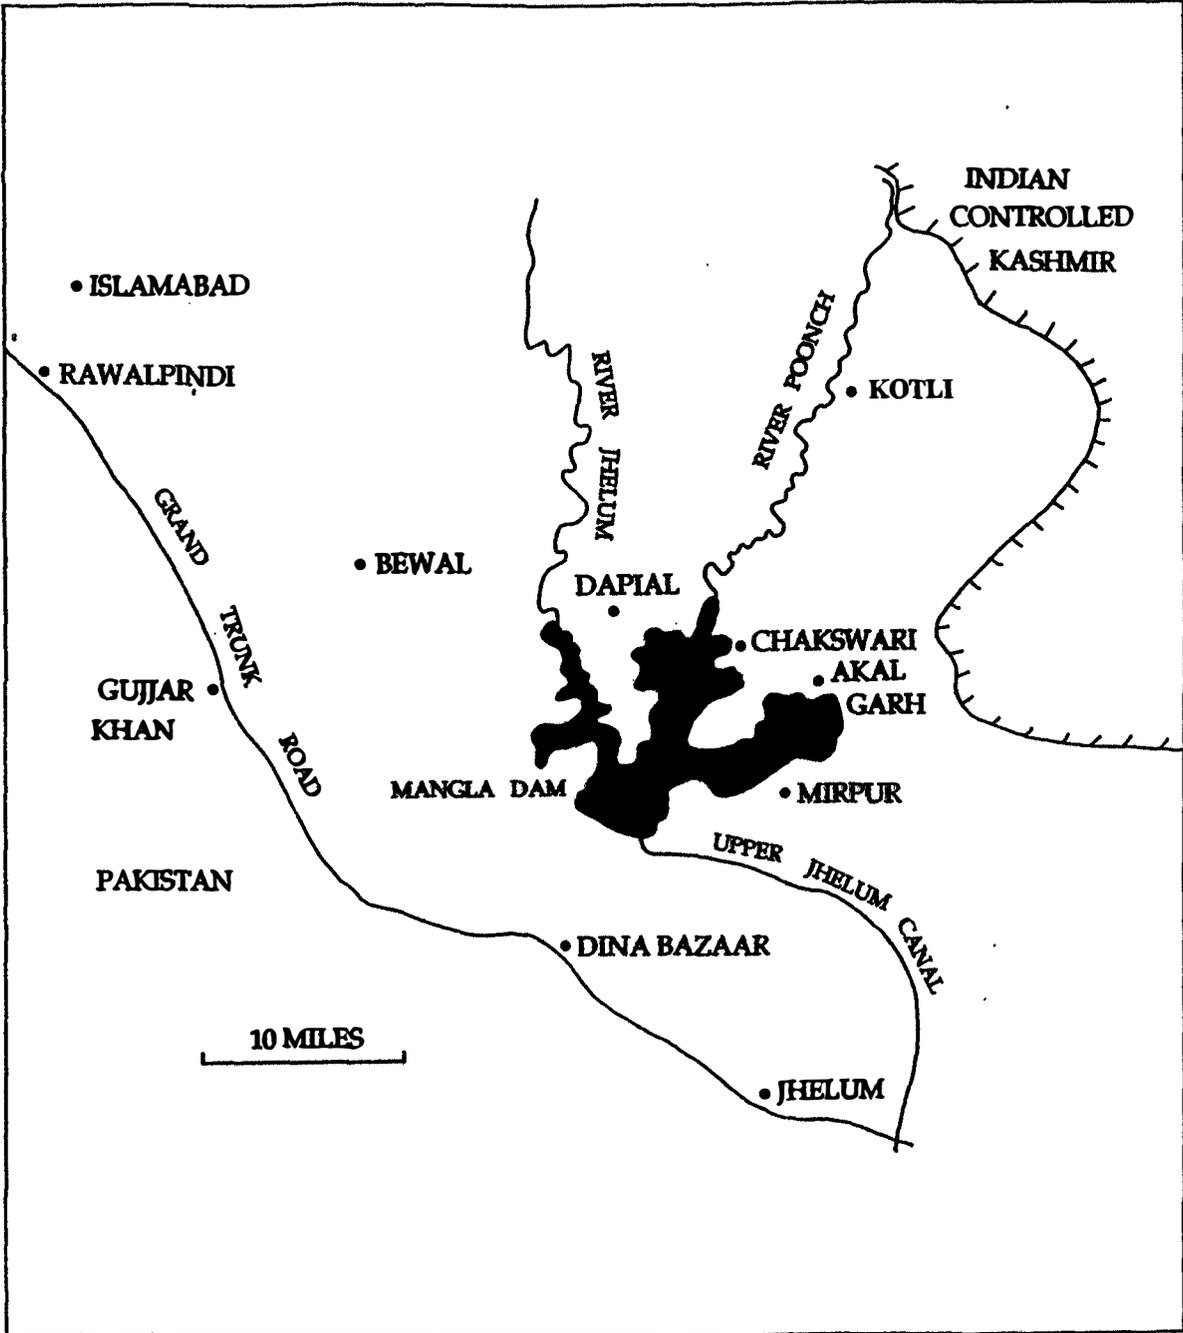 INDIAN
CONTROLLED
KASHMIR
ISLAMABAD
RAWALPINDI
RIVER JHELUM
RIVER POONCH
KOTLI
GRAND TRUNK ROAD
BEWAL
DAPIAL
CHAKSWARI
AKAL
GARH
GUJJAR
KHAN
MANGLA DAM
MIRPUR
UPPER JHELUM CANAL
PAKISTAN
DINA BAZAAR
10 MILES
JHELUM